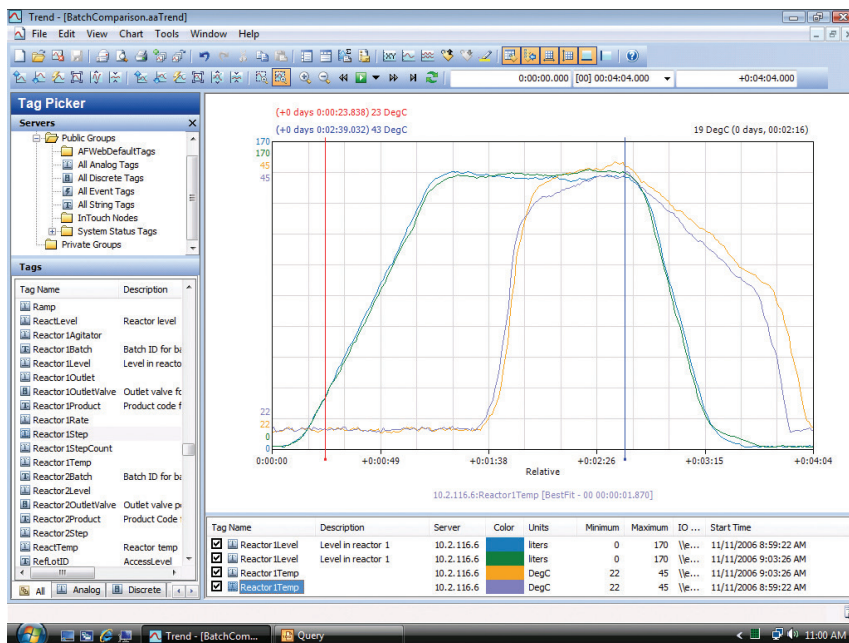 Trend - [BatchComparison.aaTrend]
File Edit View Chart Tools Window Help
XY
0:00:00.000 [00] 00:04:04.000 +0:04:04.000
Tag Picker
Servers
Public Groups
AFWebDefaultTags
All Analog Tags
All Discrete Tags
All Event Tags
All String Tags
InTouch Nodes
System Status Tags
Private Groups
Tags
Tag Name Description
Ramp
ReactLevel Reactor level
Reactor1Agitator
Reactor1Batch Batch ID for ba
Reactor1Level Level in reacto
Reactor1Outlet
Reactor1OutletValve Outlet valve fo
Reactor1Product Product code f
Reactor1Rate
Reactor1Step
Reactor1StepCount
Reactor1Temp
Reactor2Batch Batch ID for ba
Reactor2Level
Reactor2OutletValve Outlet valve po
Reactor2Product Product Code
Reactor2Step
ReactTemp Reactor temp
RefLotID AccessLevel
All Analog Discrete
(+0 days 0:00:23.838) 23 DegC
(+0 days 0:02:39.032) 43 DegC
19 DegC (0 days, 00:02:16)
170
170
45
45
22
22
0
0
0:00:00 +0:00:49 +0:01:38 +0:02:26 +0:03:15 +0:04:04
Relative
10.2.116.6:Reactor1Temp [BestFit - 00 00:00:01.870]
Tag Name Description Server Color Units Minimum Maximum IO ... Start Time
Reactor1Level Level in reactor 1 10.2.116.6 liters 0 170 \\e... 11/11/2006 8:59:22 AM
Reactor1Level Level in reactor 1 10.2.116.6 liters 0 170 \\e... 11/11/2006 9:03:26 AM
Reactor1Temp 10.2.116.6 DegC 22 45 \\e... 11/11/2006 9:03:26 AM
Reactor1Temp 10.2.116.6 DegC 22 45 \\e... 11/11/2006 8:59:22 AM
Trend - [BatchCom... Query 11:00 AM